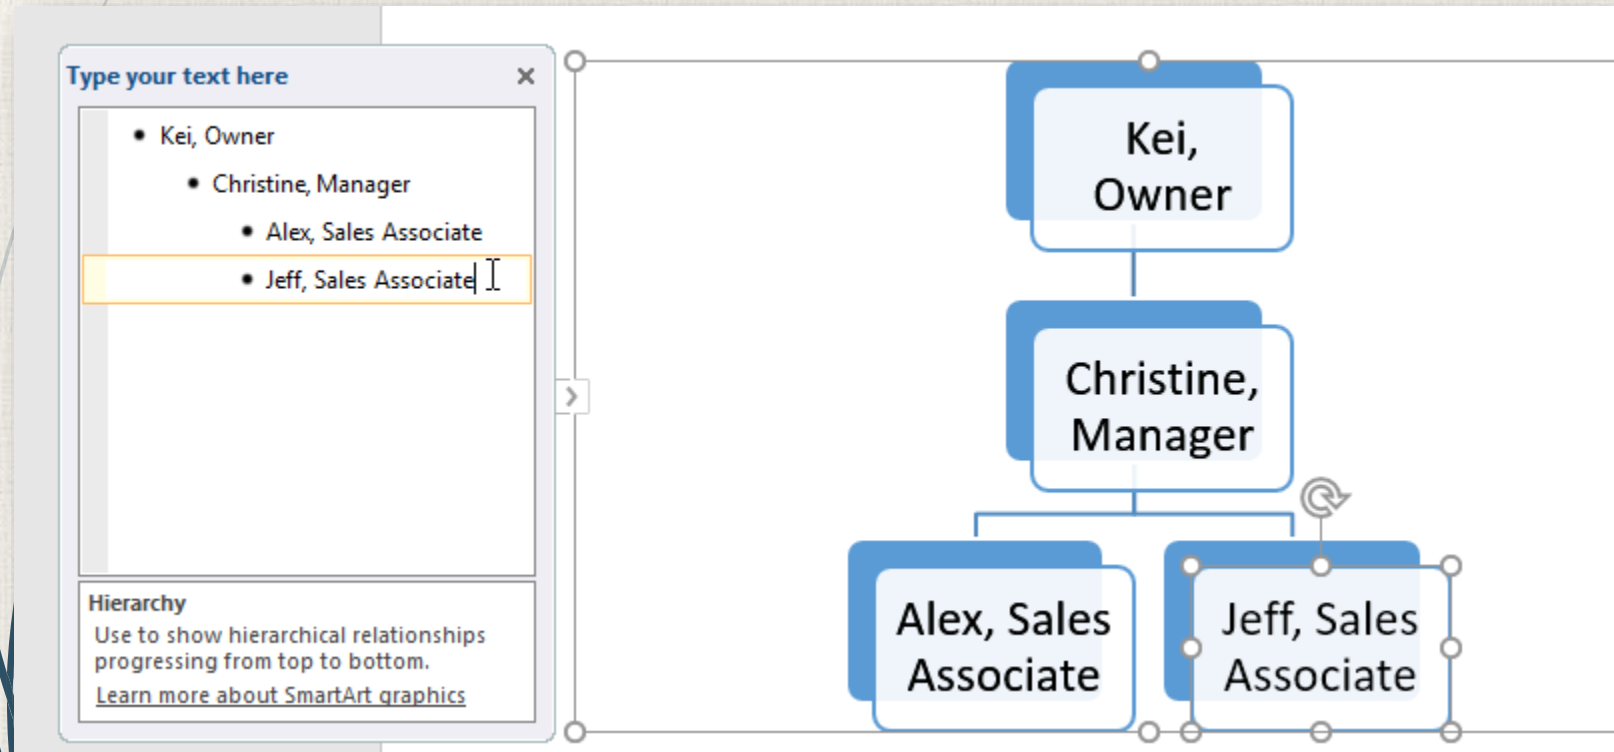 Type your text here
Kei, Owner
Christine, Manager
Alex, Sales Associate
Jeff, Sales Associate
Hierarchy
Use to show hierarchical relationships
progressing from top to bottom.
Learn more about SmartArt graphics
Kei,
Owner
Christine,
Manager
Alex, Sales
Associate
Jeff, Sales
Associate